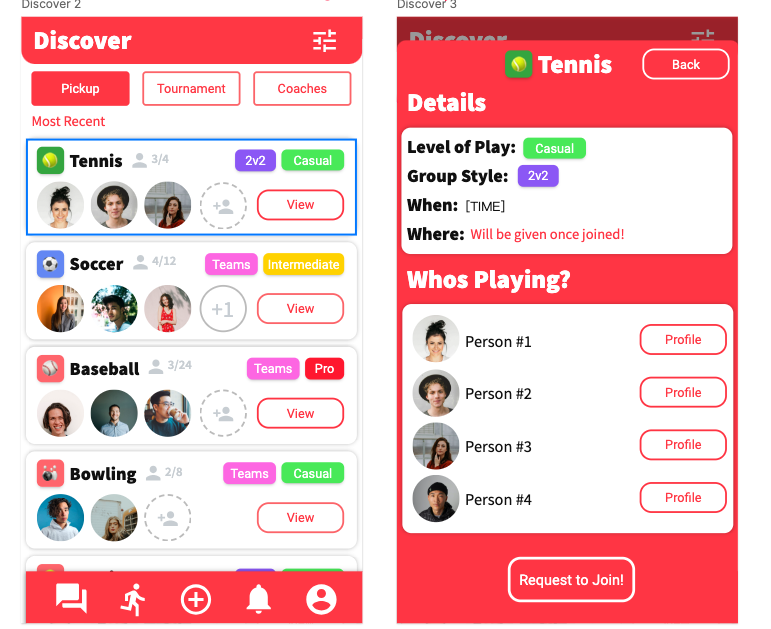 Discover 2
Discover
Pickup
Tournament
Coaches
Most Recent
Tennis 3/4 2v2 Casual
View
Soccer 4/12 Teams Intermediate
+1 View
Baseball 3/24 Teams Pro
View
Bowling 2/8 Teams Casual
View
Discover 3
Discover
Tennis
Back
Details
Level of Play: Casual
Group Style: 2v2
When: [TIME]
Where: Will be given once joined!
Whos Playing?
Person #1 Profile
Person #2 Profile
Person #3 Profile
Person #4 Profile
Request to Join!